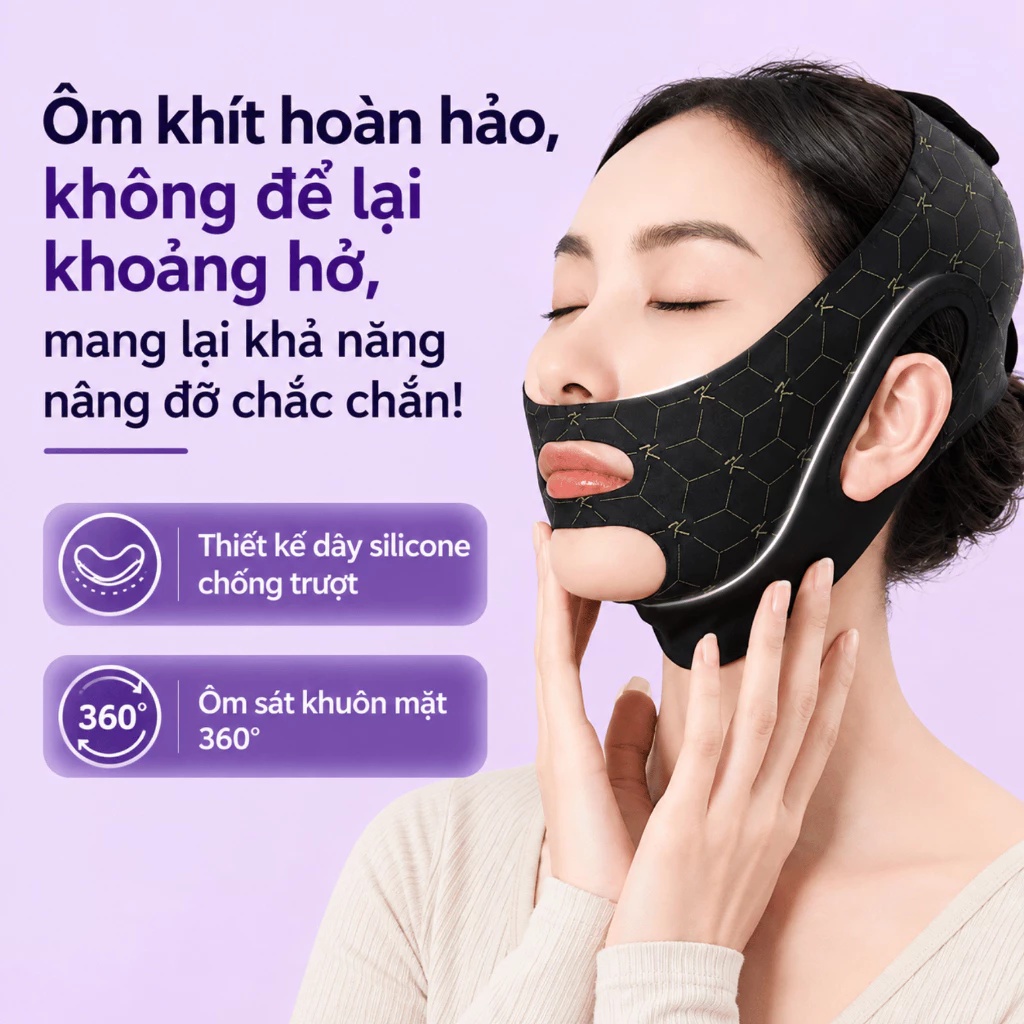 Ôm khít hoàn hảo,
không để lại
khoảng hở,
mang lại khả năng
nâng đỡ chắc chắn!
Thiết kế dây silicone
chống trượt
360°
Ôm sát khuôn mặt
360°